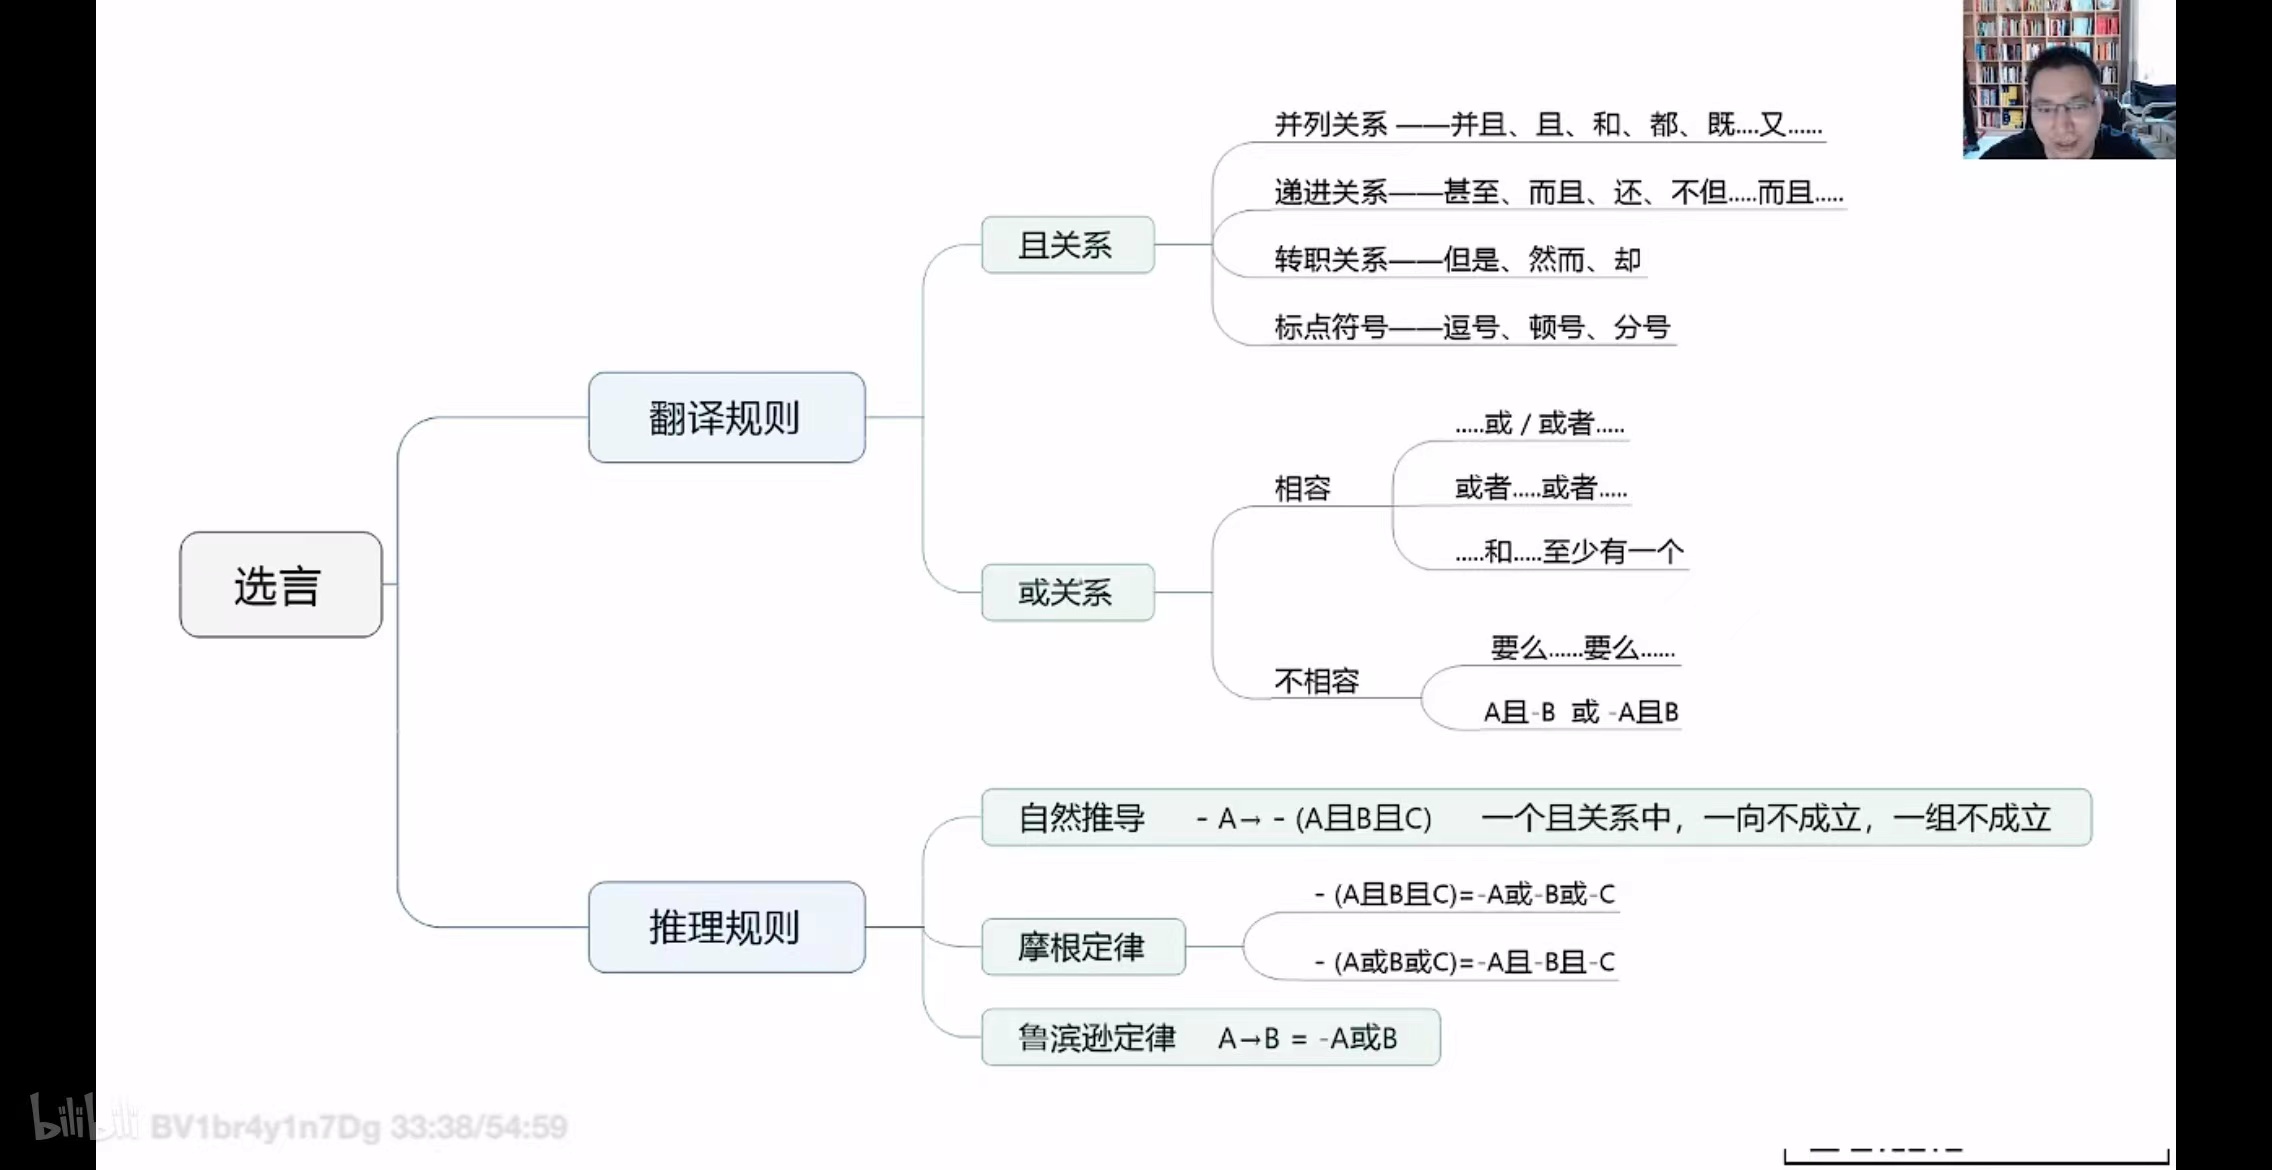 并列关系 ——并且、且、和、都、既....又......
递进关系——甚至、而且、还、不但.....而且.....
且关系
转职关系——但是、然而、却
标点符号——逗号、顿号、分号
翻译规则
.....或 / 或者.....
相容
或者.....或者.....
.....和.....至少有一个
选言
或关系
要么......要么......
不相容
A且-B 或 -A且B
自然推导 - A→ - (A且B且C) 一个且关系中，一向不成立，一组不成立
- (A且B且C)=-A或-B或-C
推理规则
摩根定律
- (A或B或C)=-A且-B且-C
鲁滨逊定律 A→B = -A或B
bilibili BV1br4y1n7Dg 33:38/54:59